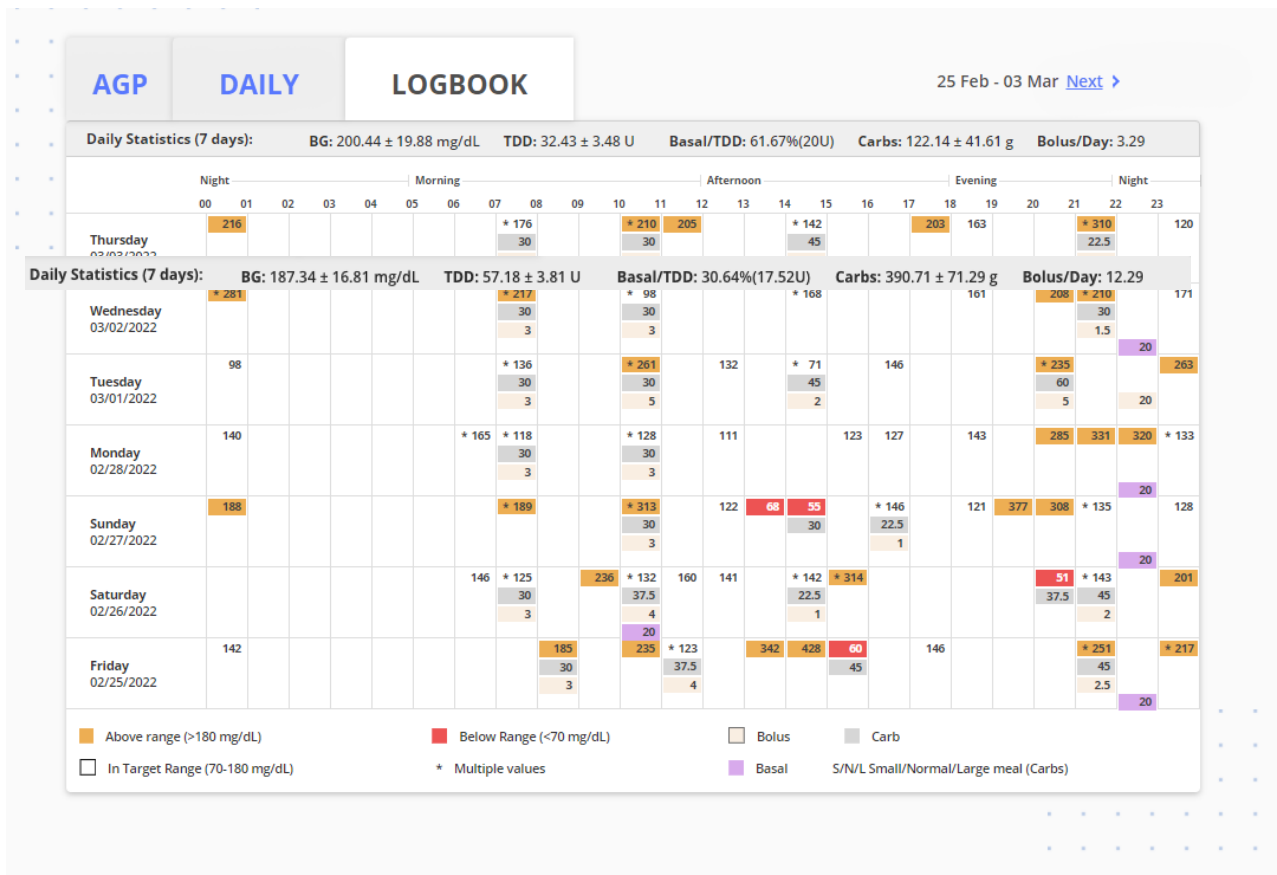 AGP DAILY LOGBOOK 25 Feb - 03 Mar Next >
Daily Statistics (7 days): BG: 200.44 ± 19.88 mg/dL TDD: 32.43 ± 3.48 U Basal/TDD: 61.67%(20U) Carbs: 122.14 ± 41.61 g Bolus/Day: 3.29
Night Morning Afternoon Evening Night
00 01 02 03 04 05 06 07 08 09 10 11 12 13 14 15 16 17 18 19 20 21 22 23
216 * 176 * 210 205 * 142 203 163 * 310 120
Thursday 30 30 45 22.5
Daily Statistics (7 days): BG: 187.34 ± 16.81 mg/dL TDD: 57.18 ± 3.81 U Basal/TDD: 30.64%(17.52U) Carbs: 390.71 ± 71.29 g Bolus/Day: 12.29
* 281 * 217 * 98 * 168 161 208 * 210 171
Wednesday 30 30 30
03/02/2022 3 3 1.5
20
98 * 136 * 261 132 * 71 146 * 235 263
Tuesday 30 30 45 60
03/01/2022 3 5 2 5 20
140 * 165 * 118 * 128 111 123 127 143 285 331 320 * 133
Monday 30 30
02/28/2022 3 3
20
188 * 189 * 313 122 68 55 * 146 121 377 308 * 135 128
Sunday 30 30 22.5
02/27/2022 3 1
20
146 * 125 236 * 132 160 141 * 142 * 314 51 * 143 201
Saturday 30 37.5 22.5 37.5 45
02/26/2022 3 4 1 2
20
142 185 235 * 123 342 428 60 146 * 251 * 217
Friday 30 37.5 45 45
02/25/2022 3 4 2.5
20
Above range (>180 mg/dL) Below Range (<70 mg/dL) Bolus Carb
In Target Range (70-180 mg/dL) * Multiple values Basal S/N/L Small/Normal/Large meal (Carbs)